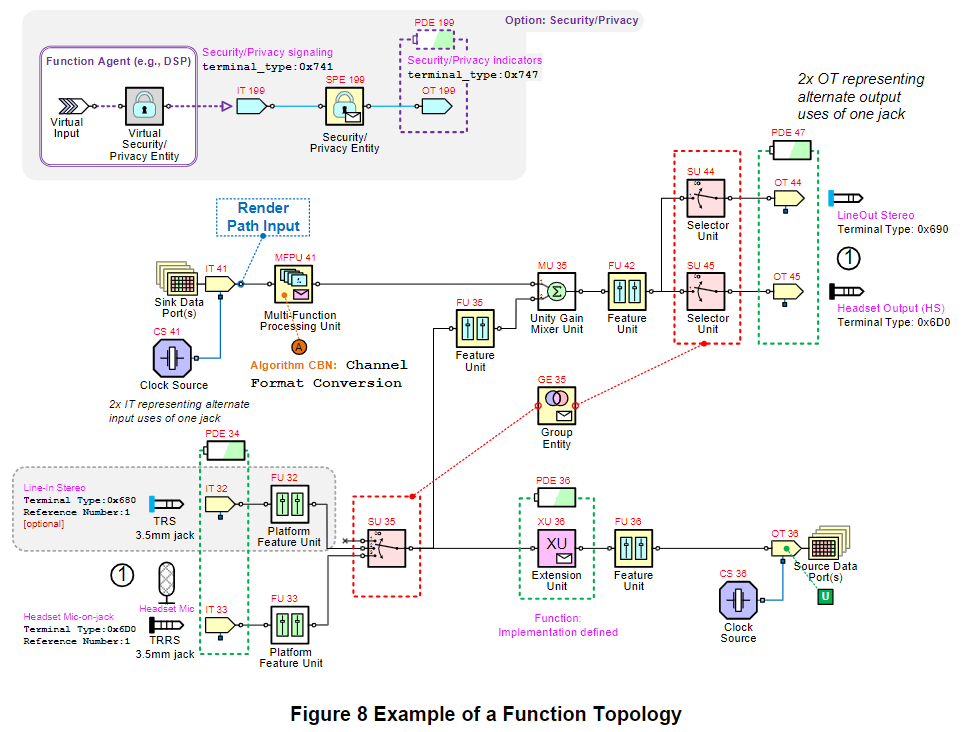 Option: Security/Privacy
PDE 199
Function Agent (e.g., DSP)
Security/Privacy signaling
terminal_type:0x741
Security/Privacy indicators
terminal_type:0x747
IT 199
SPE 199
OT 199
Virtual
Input
Virtual
Security/
Privacy Entity
Security/
Privacy Entity
2x OT representing
alternate output
uses of one jack
PDE 47
SU 44
OT 44
Selector
Unit
LineOut Stereo
Terminal Type: 0x690
1
Render
Path Input
IT 41
MFPU 41
Sink Data
Port(s)
Multi-Function
Processing Unit
CS 41
Clock Source
A
Algorithm CBN: Channel
Format Conversion
FU 35
Feature
Unit
MU 35
Σ
Unity Gain
Mixer Unit
FU 42
Feature
Unit
SU 45
Selector
Unit
OT 45
Headset Output (HS)
Terminal Type: 0x6D0
GE 35
Group
Entity
2x IT representing alternate
input uses of one jack
PDE 34
Line-In Stereo
Terminal Type:0x680
Reference Number:1
[optional]
TRS
3.5mm jack
IT 32
FU 32
Platform
Feature Unit
1
Headset Mic
Headset Mic-on-jack
Terminal Type:0x6D0
Reference Number:1
TRRS
3.5mm jack
IT 33
FU 33
Platform
Feature Unit
SU 35
PDE 36
XU 36
XU
Extension
Unit
FU 36
Feature
Unit
Function:
Implementation defined
OT 36
Source Data
Port(s)
U
CS 36
Clock
Source
Figure 8 Example of a Function Topology